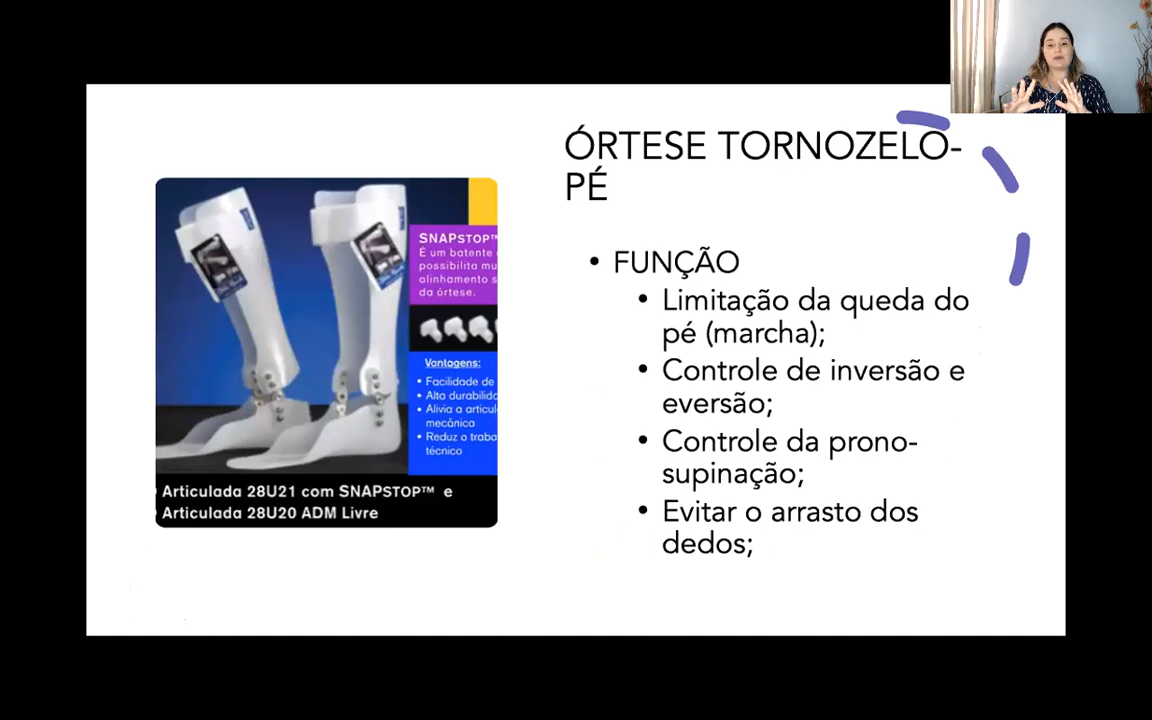 ÓRTESE TORNOZELO-
PÉ
• FUNÇÃO
• Limitação da queda do
pé (marcha);
• Controle de inversão e
eversão;
• Controle da prono-
supinação;
• Evitar o arrasto dos
dedos;
SNAPSTOP™
É um batente
possibilita mu
alinhamento s
da órtese.
Vantagens:
• Facilidade de
• Alta durabilida
• Alivia a articul
mecânica
• Reduz o traba
técnico
Articulada 28U21 com SNAPSTOP™ e
Articulada 28U20 ADM Livre